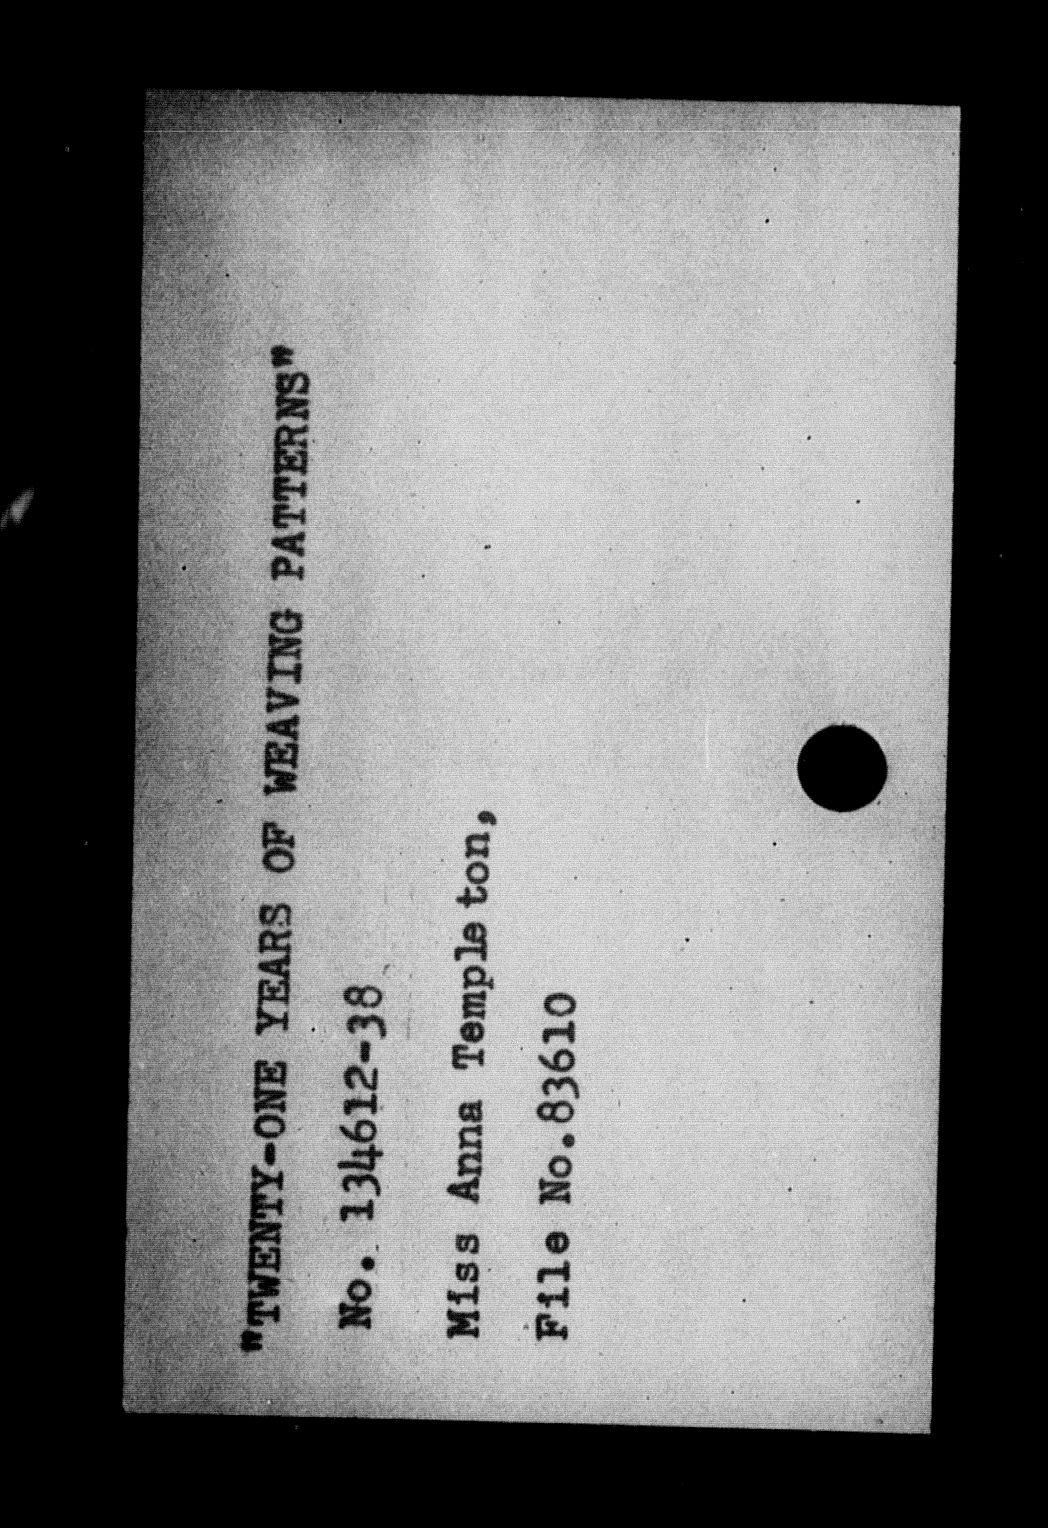 "TWENTY-ONE YEARS OF WEAVING PATTERNS"
No. 134612-38
Miss Anna Templeton,
File No.83610